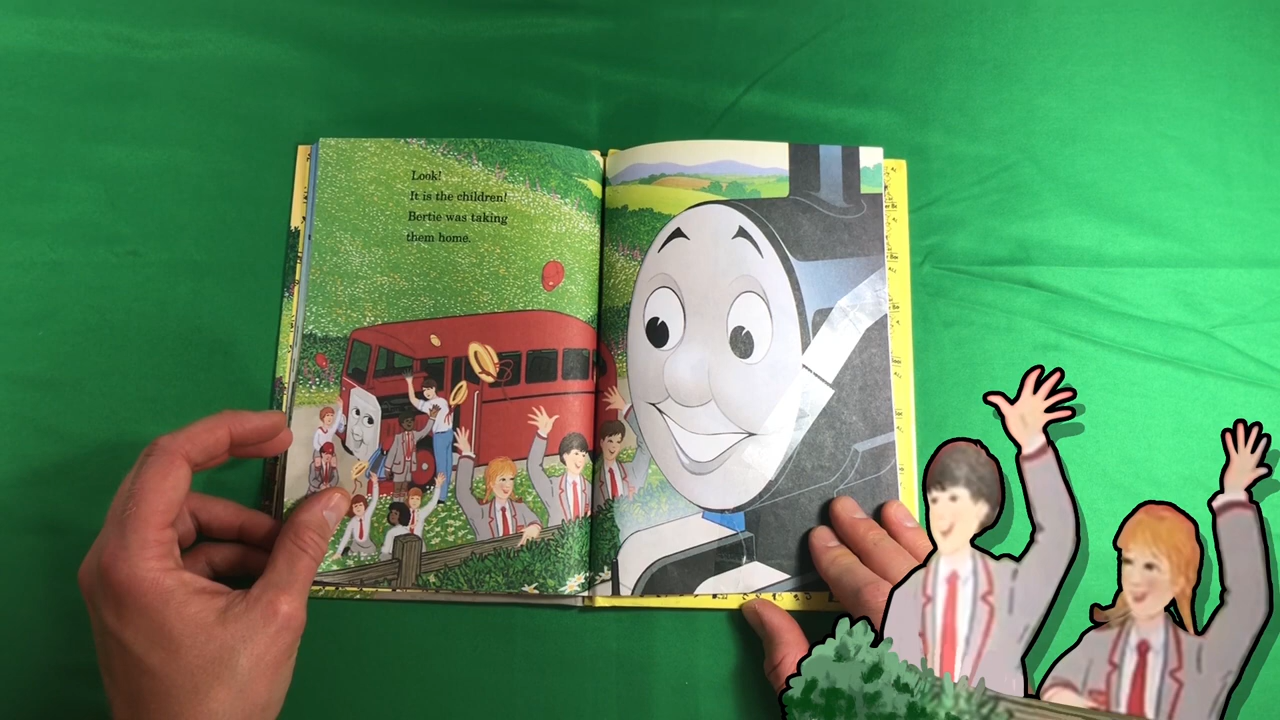 Look!
It is the children!
Bertie was taking
them home.